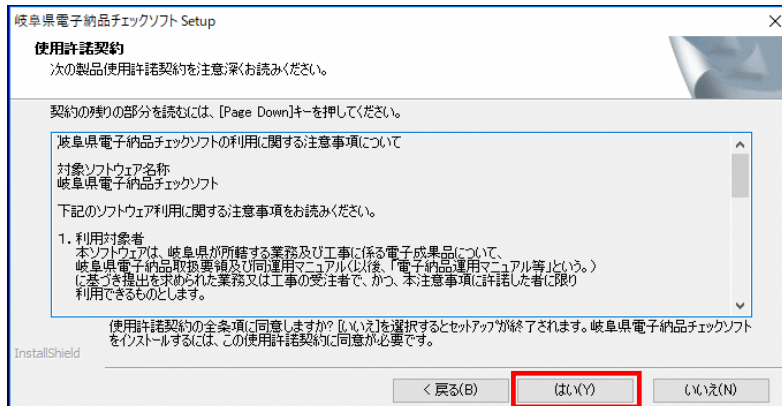 岐阜県電子納品チェックソフト Setup
使用許諾契約
次の製品使用許諾契約を注意深くお読みください。
契約の残りの部分を読むには、[Page Down]キーを押してください。
岐阜県電子納品チェックソフトの利用に関する注意事項について
対象ソフトウェア名称
岐阜県電子納品チェックソフト
下記のソフトウェア利用に関する注意事項をお読みください。
1. 利用対象者
本ソフトウェアは、岐阜県が所轄する業務及び工事に係る電子成果品について、
岐阜県電子納品取扱要領及び同運用マニュアル(以後、「電子納品運用マニュアル等」という。)
に基づき提出を求められた業務又は工事の受注者で、かつ、本注意事項に許諾した者に限り
利用できるものとします。
使用許諾契約の全条項に同意しますか? [いいえ]を選択するとセットアップが終了されます。岐阜県電子納品チェックソフト
をインストールするには、この使用許諾契約に同意が必要です。
InstallShield
< 戻る(B)
はい(Y)
いいえ(N)